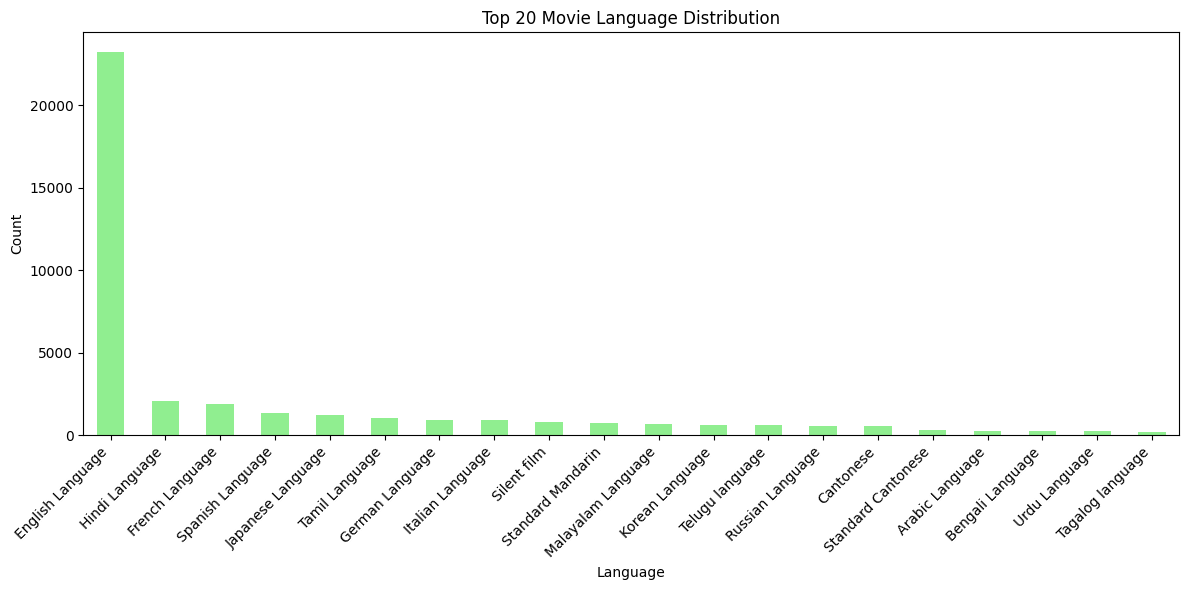 Top 20 Movie Language Distribution
Count
20000
15000
10000
5000
0
English Language
Hindi Language
French Language
Spanish Language
Japanese Language
Tamil Language
German Language
Italian Language
Silent film
Standard Mandarin
Malayalam Language
Korean Language
Telugu language
Russian Language
Cantonese
Standard Cantonese
Arabic Language
Bengali Language
Urdu Language
Tagalog language
Language